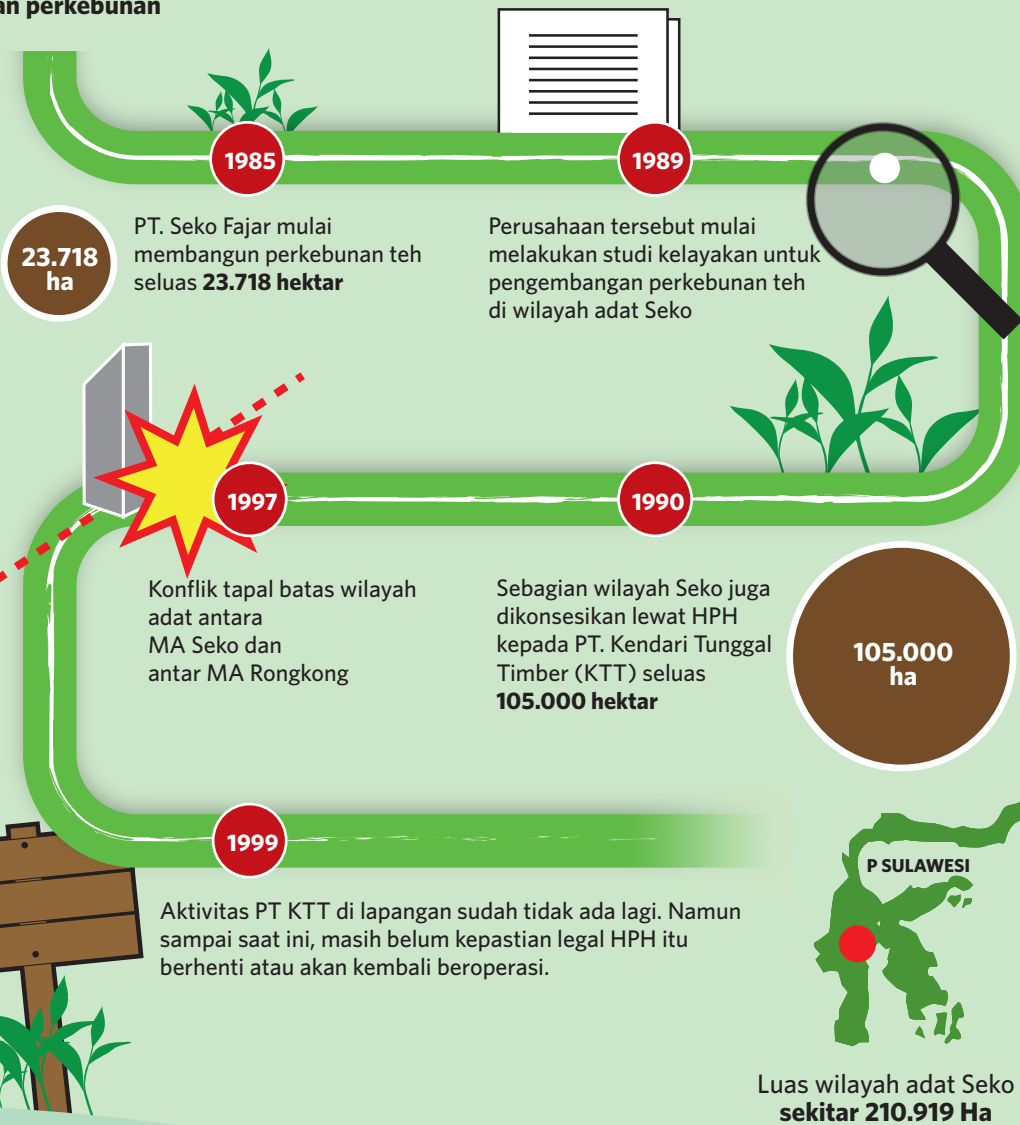 perkebunan
1985
1989
23.718
ha
PT. Seko Fajar mulai
membangun perkebunan teh
seluas 23.718 hektar
Perusahaan tersebut mulai
melakukan studi kelayakan untuk
pengembangan perkebunan teh
di wilayah adat Seko
1997
1990
Konflik tapal batas wilayah
adat antara
MA Seko dan
antar MA Rongkong
Sebagian wilayah Seko juga
dikonsesikan lewat HPH
kepada PT. Kendari Tunggal
Timber (KTT) seluas
105.000 hektar
105.000
ha
1999
Aktivitas PT KTT di lapangan sudah tidak ada lagi. Namun
sampai saat ini, masih belum kepastian legal HPH itu
berhenti atau akan kembali beroperasi.
P SULAWESI
Luas wilayah adat Seko
sekitar 210.919 Ha